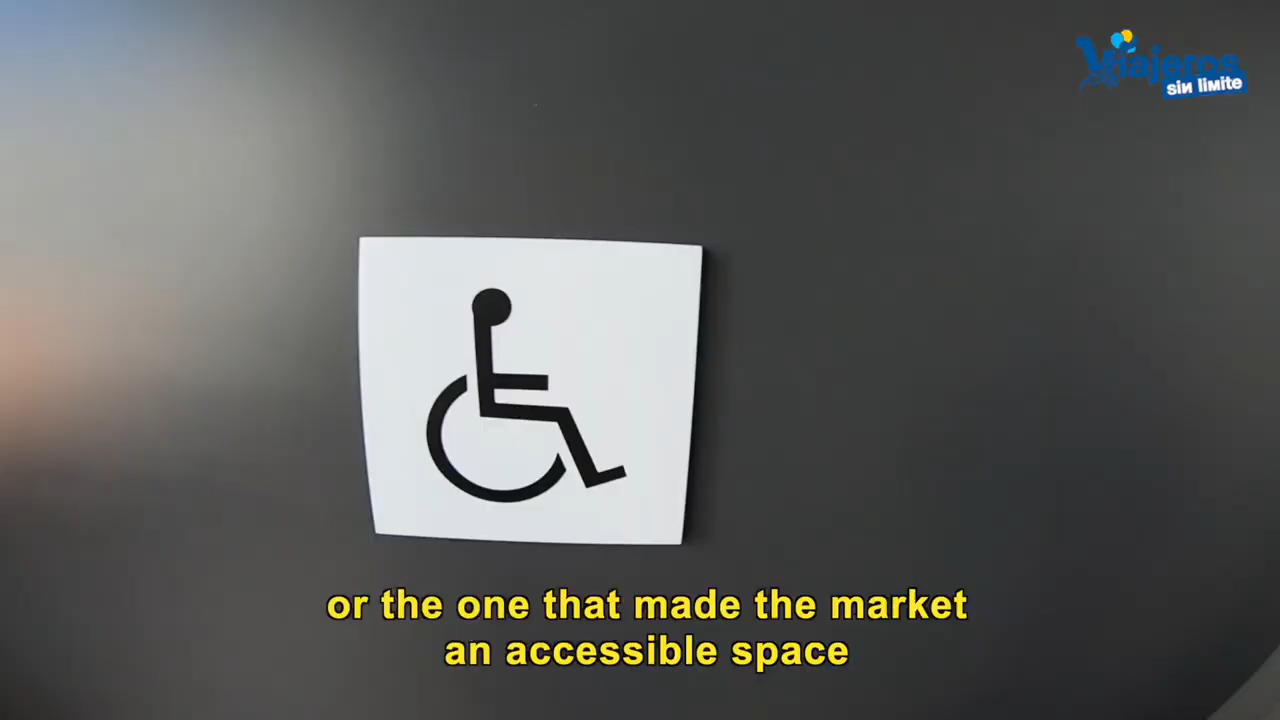 Viajeros
sin limite
or the one that made the market
an accessible space